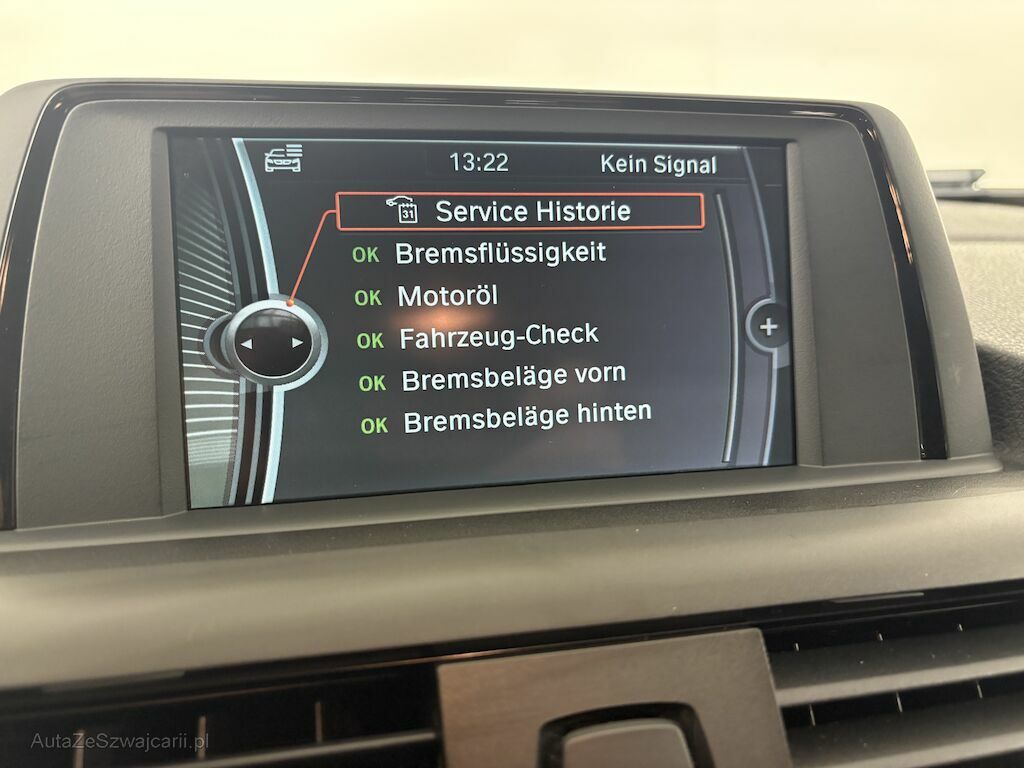 13:22 Kein Signal
31 Service Historie
OK Bremsflüssigkeit
OK Motoröl
OK Fahrzeug-Check
OK Bremsbeläge vorn
OK Bremsbeläge hinten
+
AutaZeSzwajcarii.pl